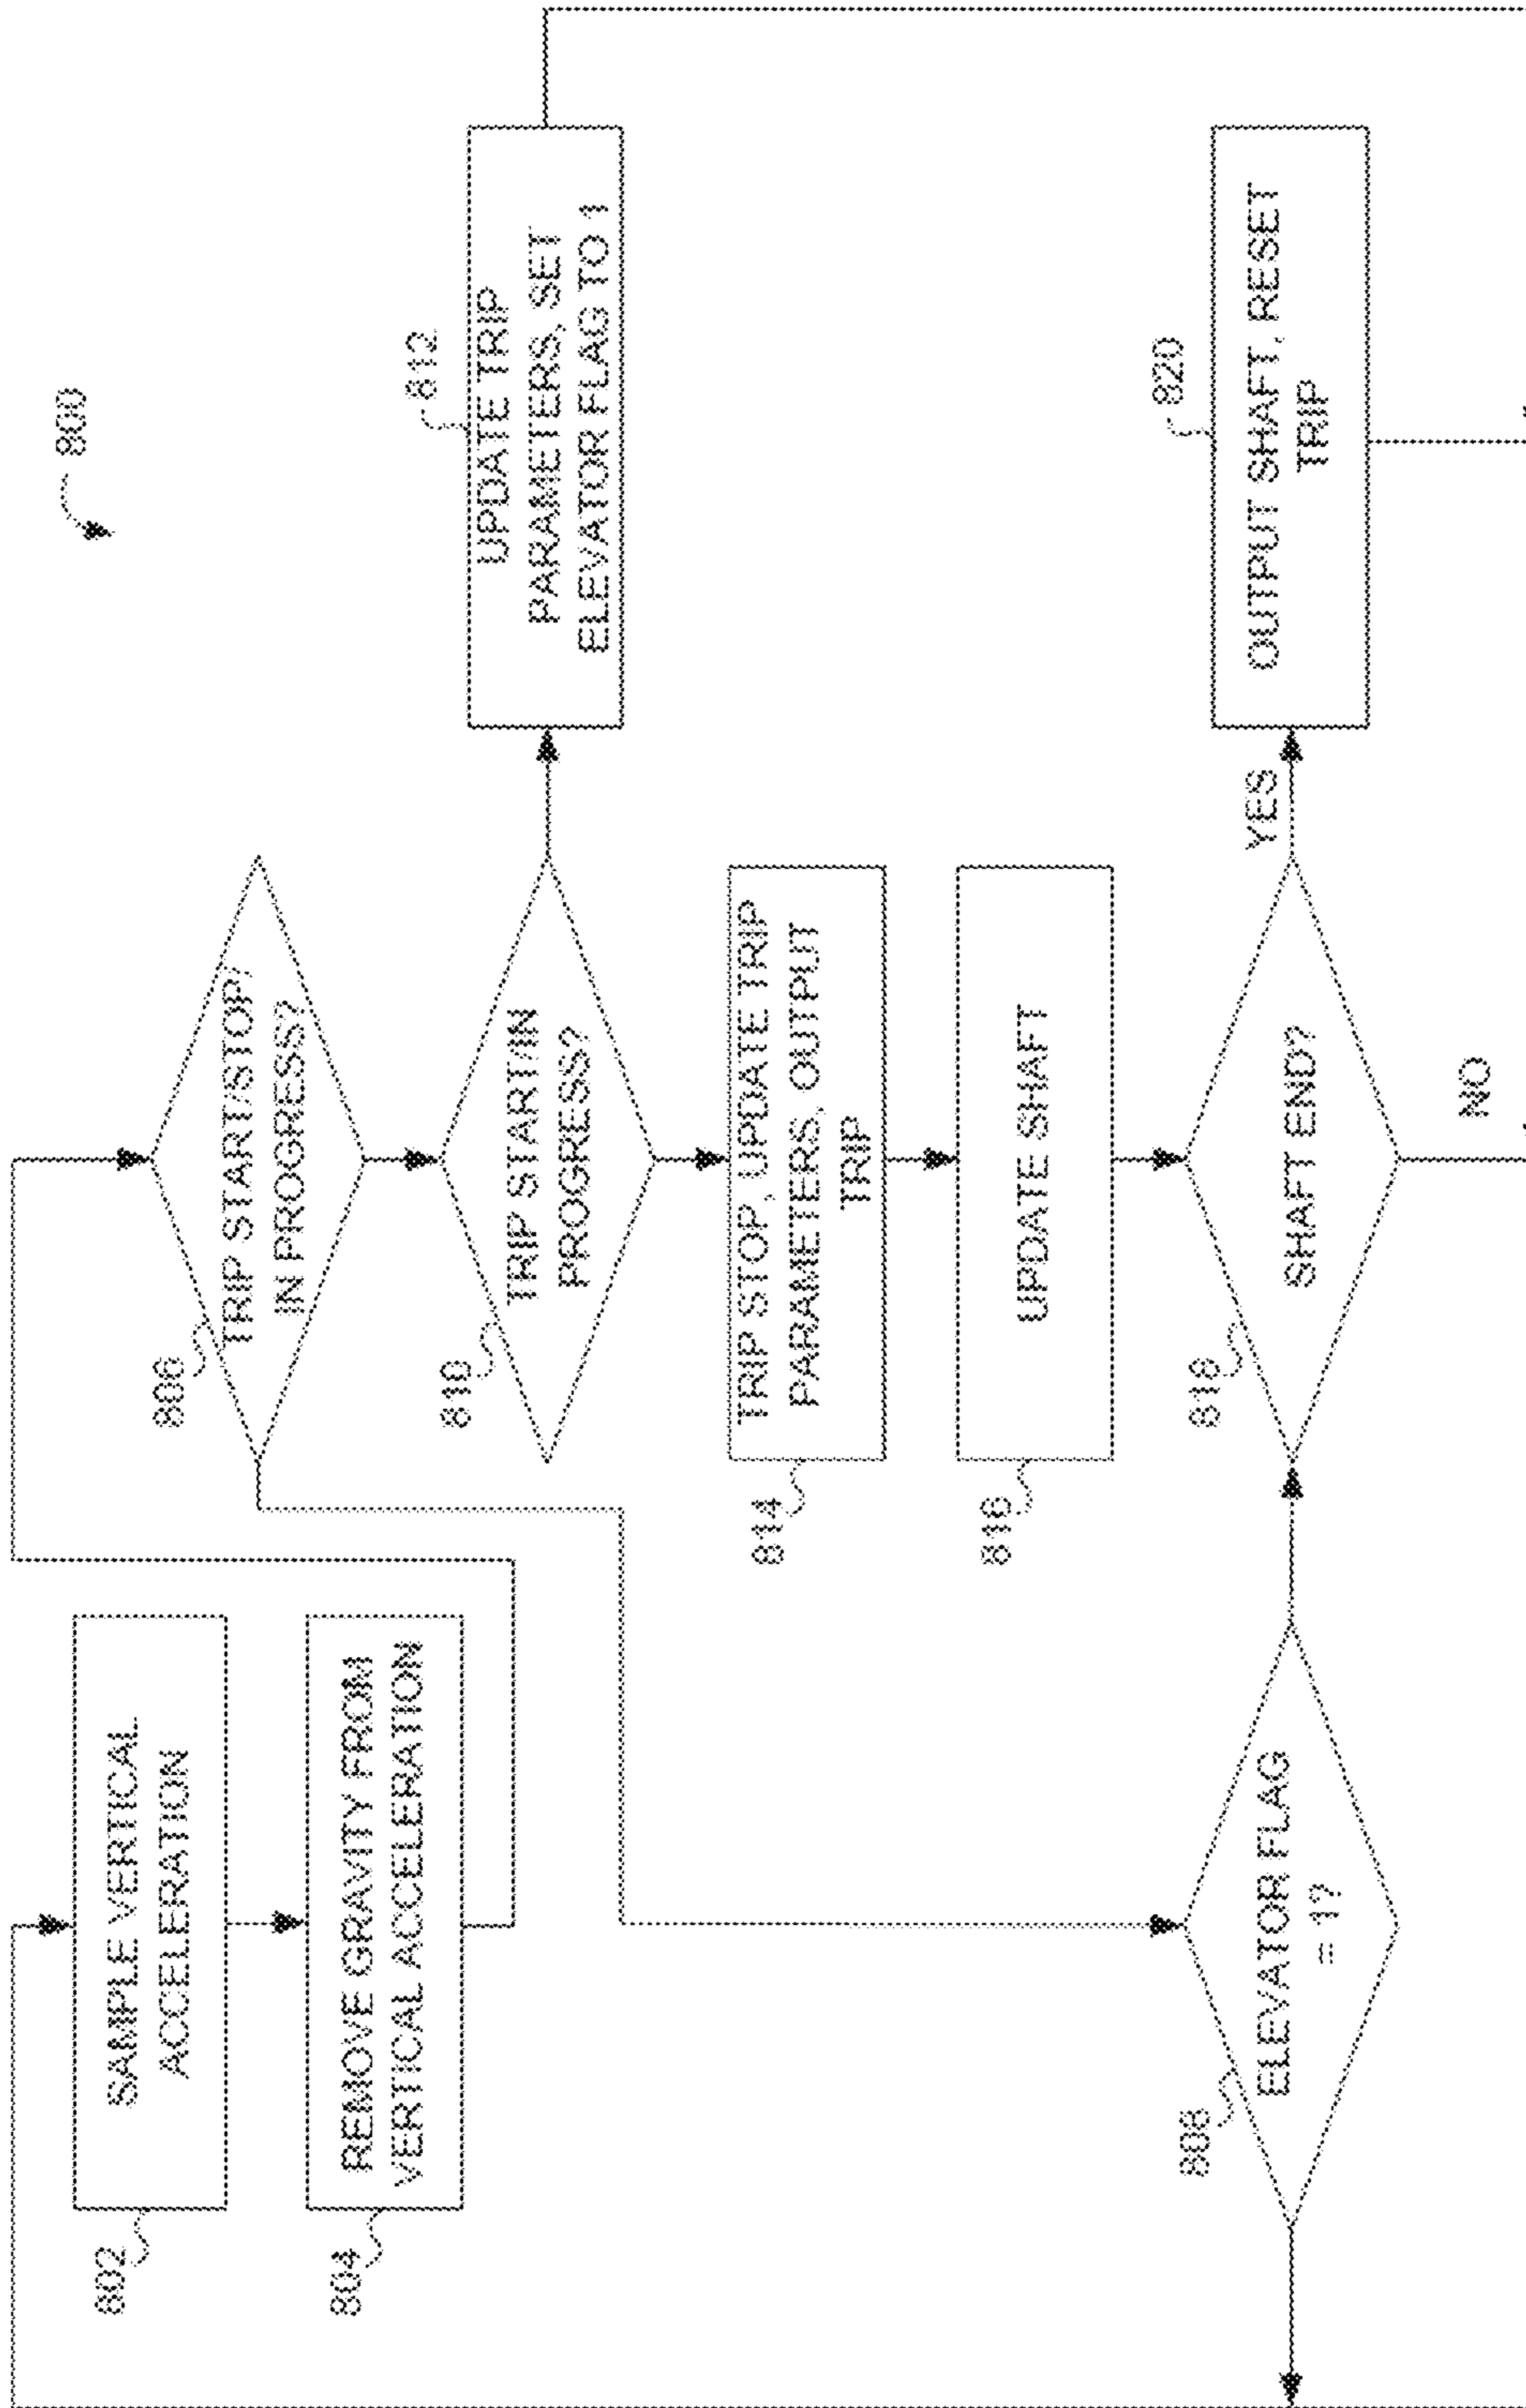 800
802
SAMPLE VERTICAL
ACCELERATION
804
REMOVE GRAVITY FROM
VERTICAL ACCELERATION
806
TRIP START/STOP/
IN PROGRESS?
810
TRIP START/IN
PROGRESS?
812
UPDATE TRIP
PARAMETERS, SET
ELEVATOR FLAG TO 1
814
TRIP STOP, UPDATE TRIP
PARAMETERS, OUTPUT
TRIP
816
UPDATE SHAFT
808
ELEVATOR FLAG
= 1?
818
SHAFT END?
YES
NO
820
OUTPUT SHAFT, RESET
TRIP